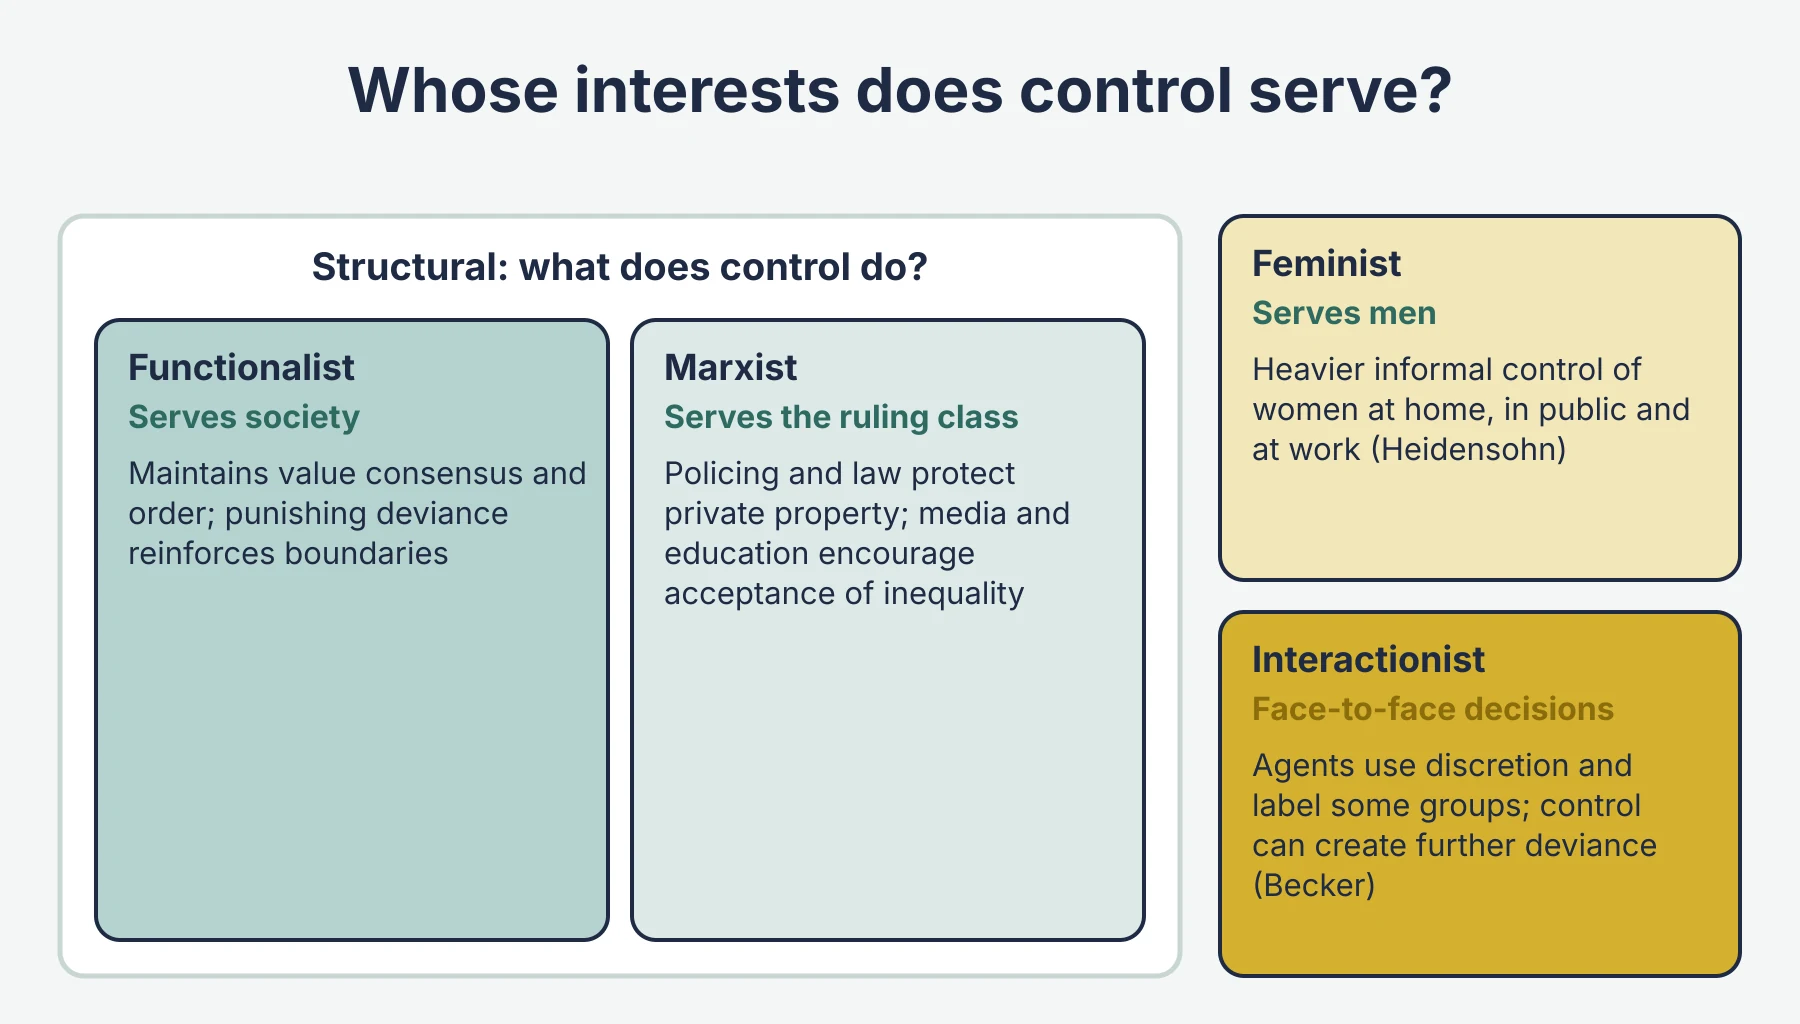 Whose interests does control serve?
Structural: what does control do?
Functionalist
Serves society
Maintains value consensus and
order; punishing deviance
reinforces boundaries
Marxist
Serves the ruling class
Policing and law protect
private property; media and
education encourage
acceptance of inequality
Feminist
Serves men
Heavier informal control of
women at home, in public and
at work (Heidensohn)
Interactionist
Face-to-face decisions
Agents use discretion and
label some groups; control
can create further deviance
(Becker)